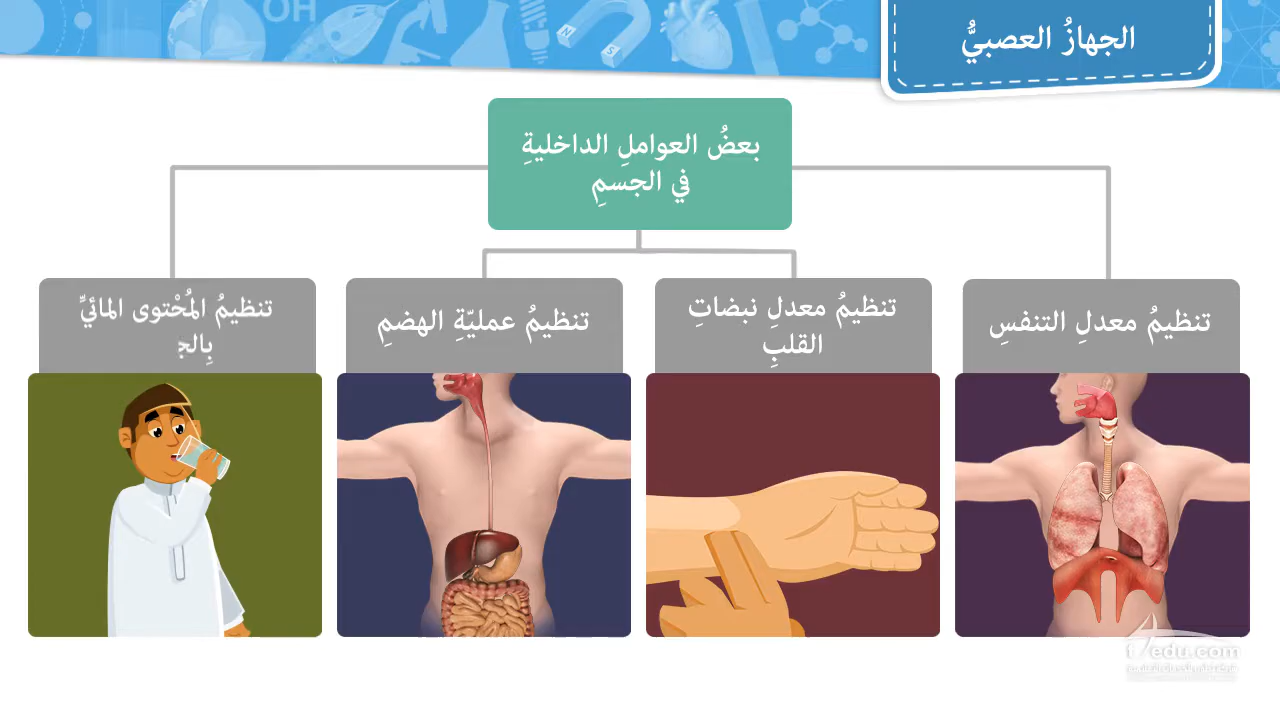 الجهازُ العصبيُّ
بعضُ العواملِ الداخليةِ
في الجسمِ
تنظيمُ معدلِ التنفسِ
تنظيمُ معدلِ نبضاتِ
القلبِ
تنظيمُ عمليّةِ الهضمِ
تنظيمُ المُحْتوى المائيِّ
بِالج
OH
N
S
edu.com